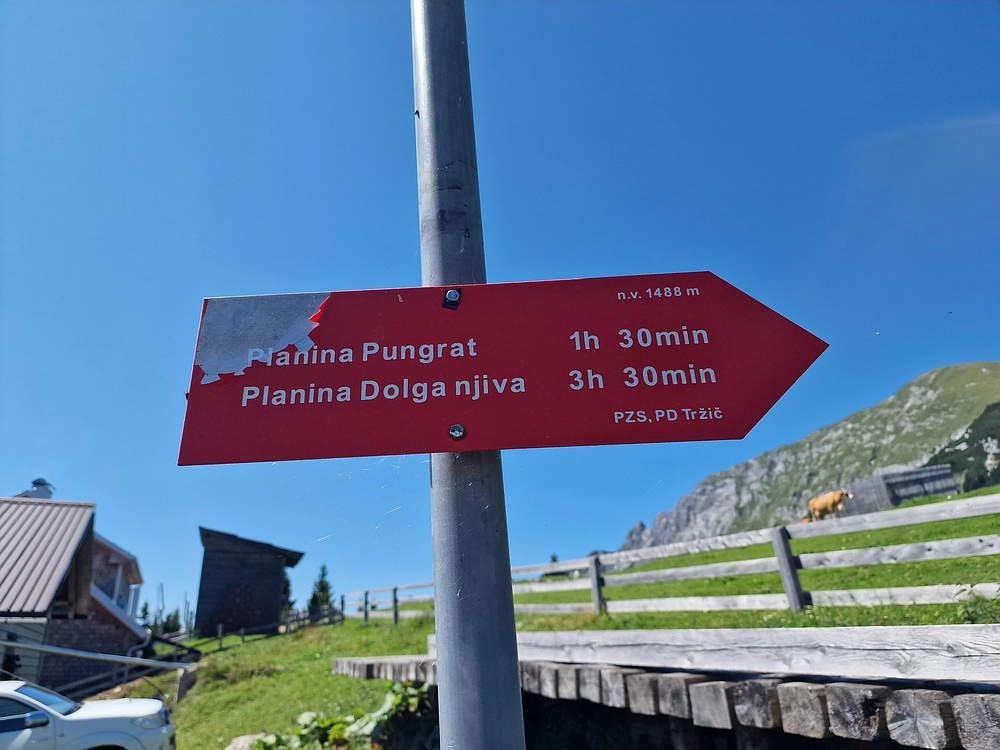 n.v. 1488 m
Planina Pungrat 1h 30min
Planina Dolga njiva 3h 30min
PZS, PD Tržič